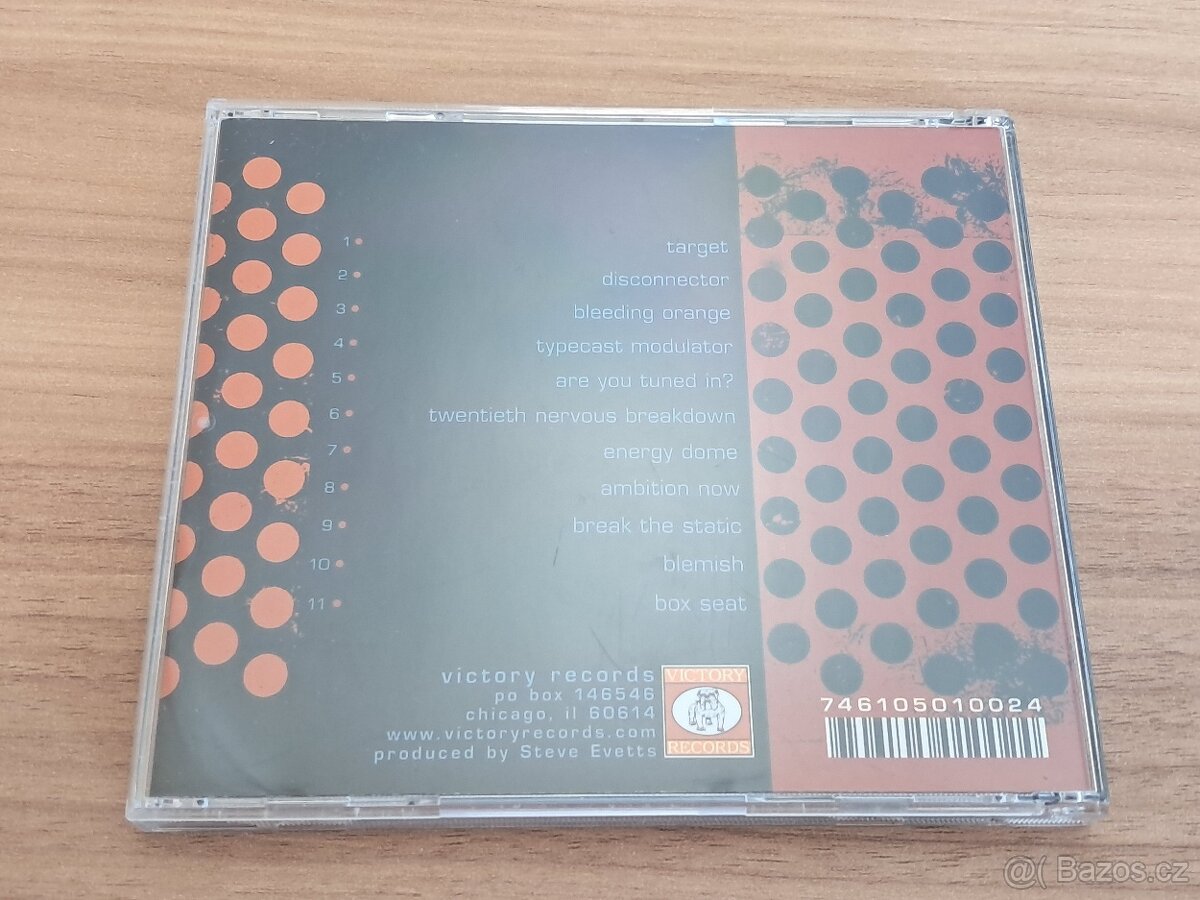 1 target
2 disconnector
3 bleeding orange
4 typecast modulator
5 are you tuned in?
6 twentieth nervous breakdown
7 energy dome
8 ambition now
9 break the static
10 blemish
11 box seat
victory records
po box 146546
chicago, il 60614
www.victoryrecords.com
produced by Steve Evetts
VICTORY
RECORDS
746105010024
@( Bazoš.cz